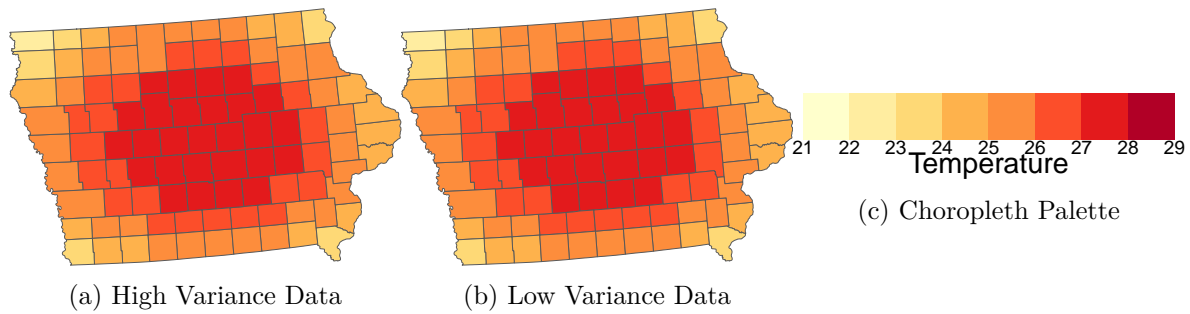 21 22 23 24 25 26 27 28 29
Temperature
(c) Choropleth Palette
(a) High Variance Data
(b) Low Variance Data